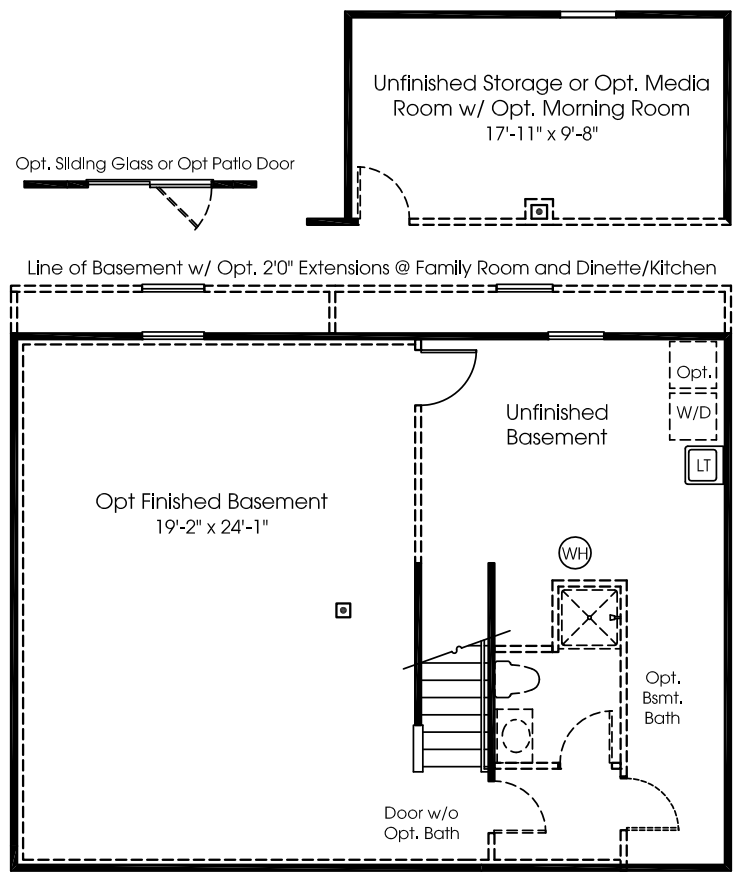 Unfinished Storage or Opt. Media
Room w/ Opt. Morning Room
17'-11" x 9'-8"
Opt. Sliding Glass or Opt Patio Door
Line of Basement w/ Opt. 2'0" Extensions @ Family Room and Dinette/Kitchen
Opt.
W/D
Unfinished
Basement
LT
Opt Finished Basement
19'-2" x 24'-1"
WH
Opt.
Bsmt.
Bath
Door w/o
Opt. Bath